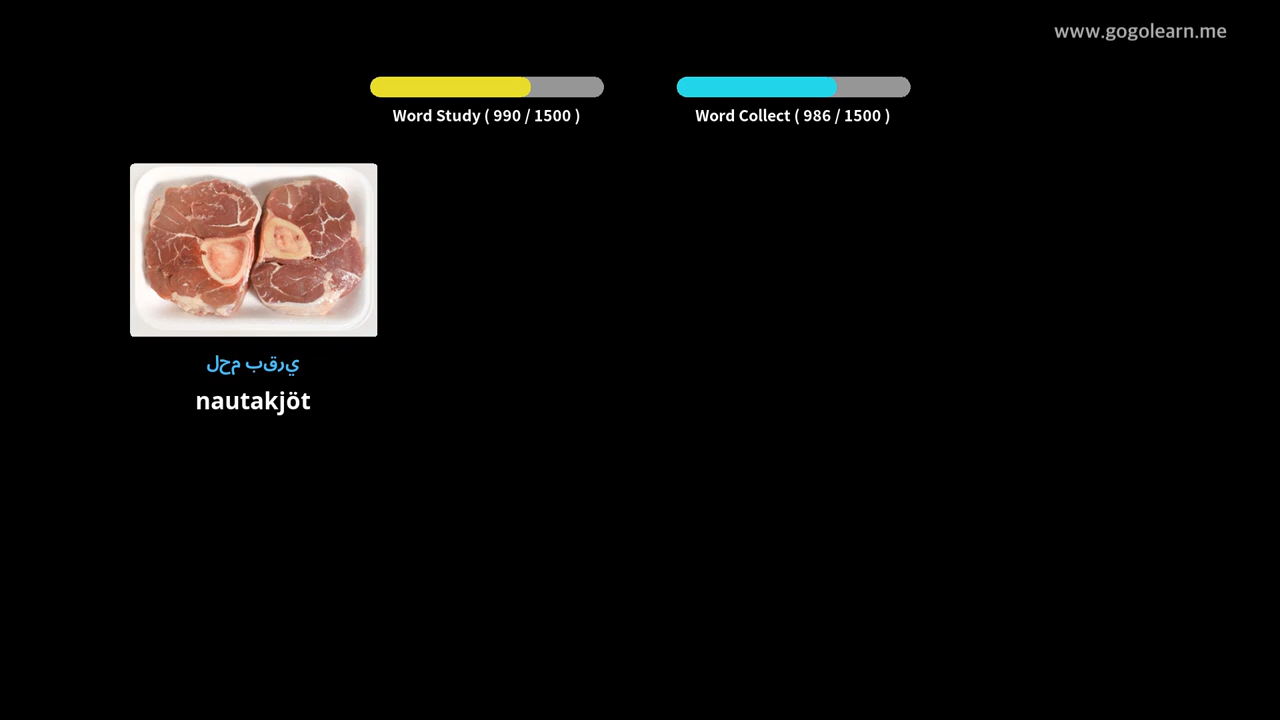 www.gogolearn.me
Word Study ( 990 / 1500 )
Word Collect ( 986 / 1500 )
لحم بقري
nautakjöt